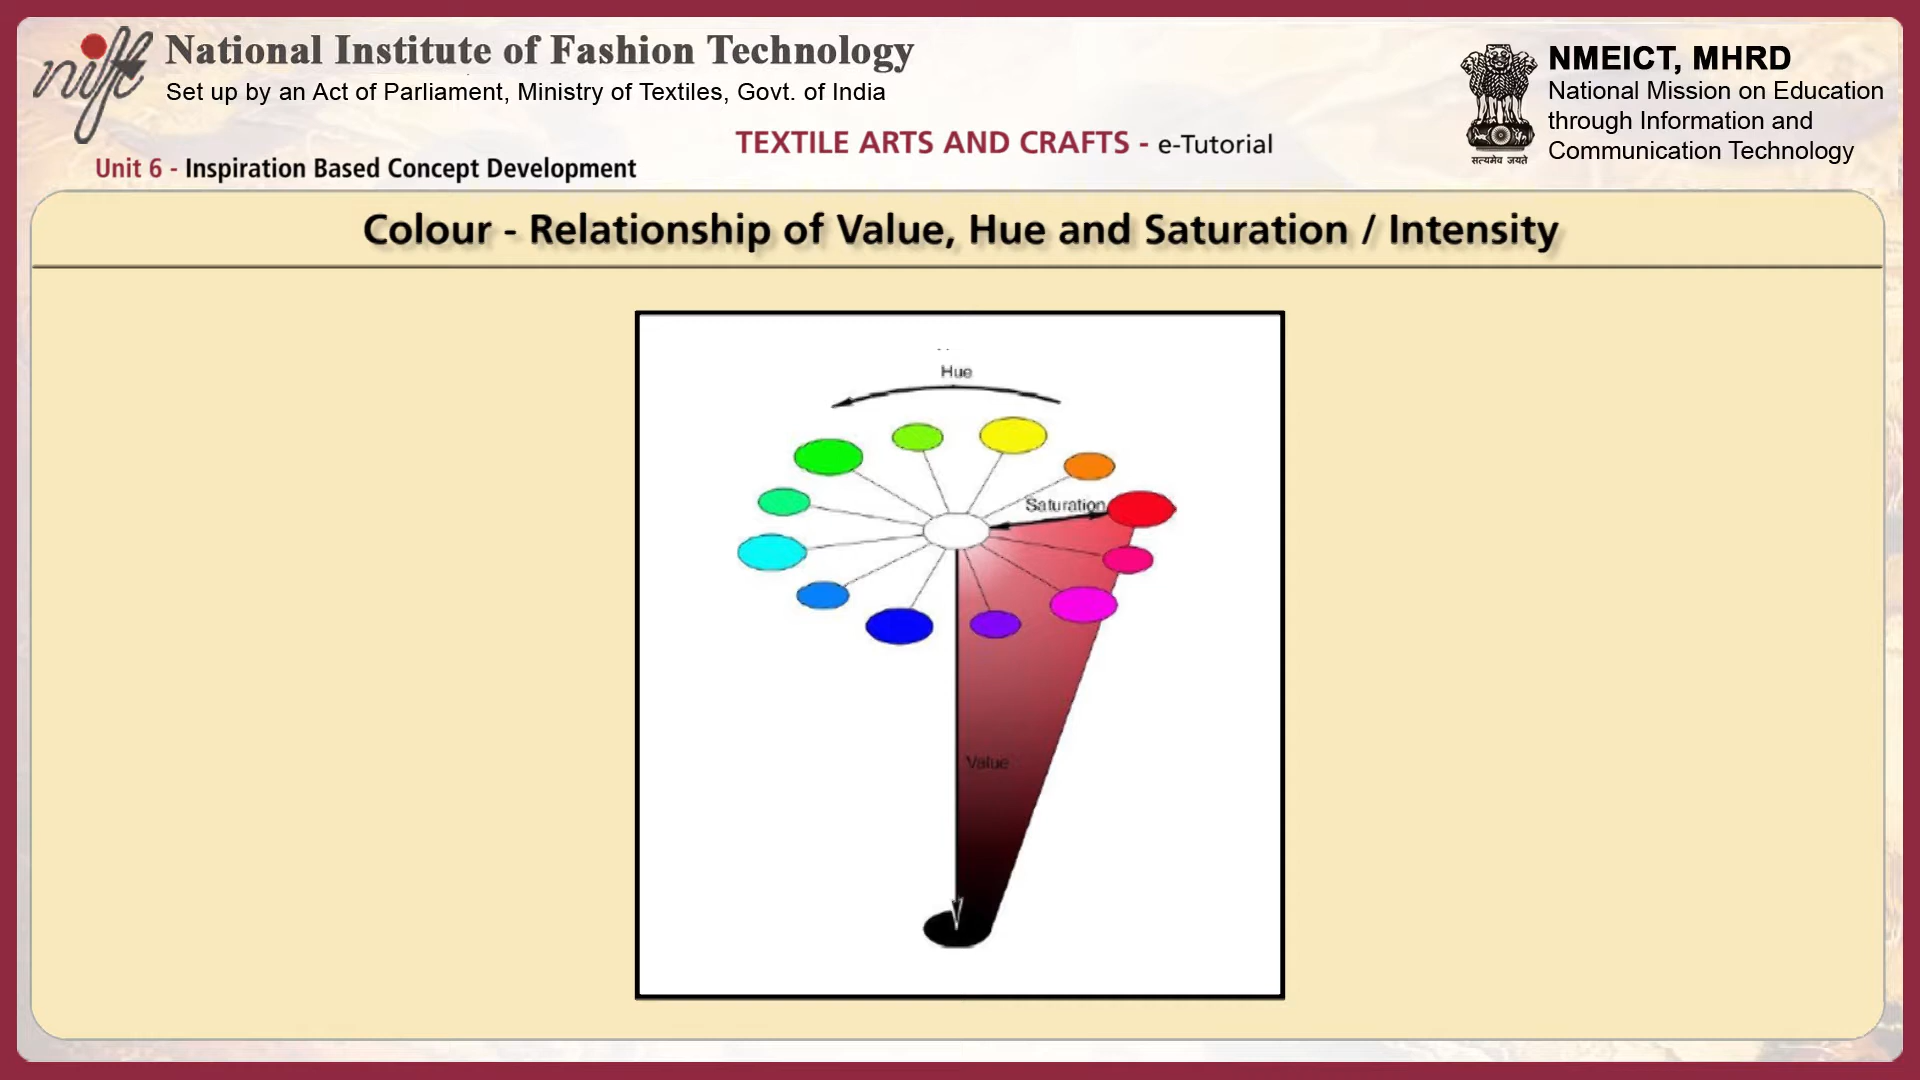 nift
National Institute of Fashion Technology
Set up by an Act of Parliament, Ministry of Textiles, Govt. of India
NMEICT, MHRD
National Mission on Education
through Information and
Communication Technology
सत्यमेव जयते
TEXTILE ARTS AND CRAFTS - e-Tutorial
Unit 6 - Inspiration Based Concept Development
Colour - Relationship of Value, Hue and Saturation / Intensity
Hue
Saturation
Value